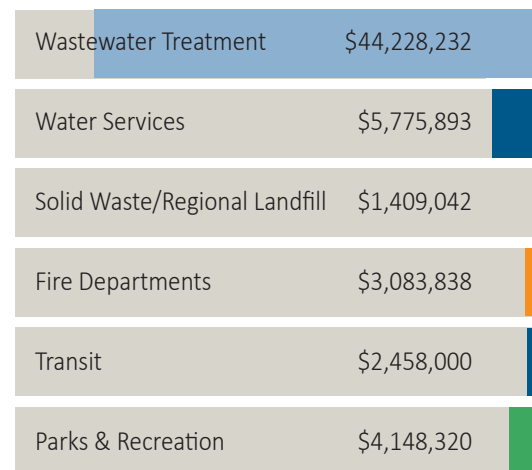 Wastewater Treatment $44,228,232
Water Services $5,775,893
Solid Waste/Regional Landfill $1,409,042
Fire Departments $3,083,838
Transit $2,458,000
Parks & Recreation $4,148,320